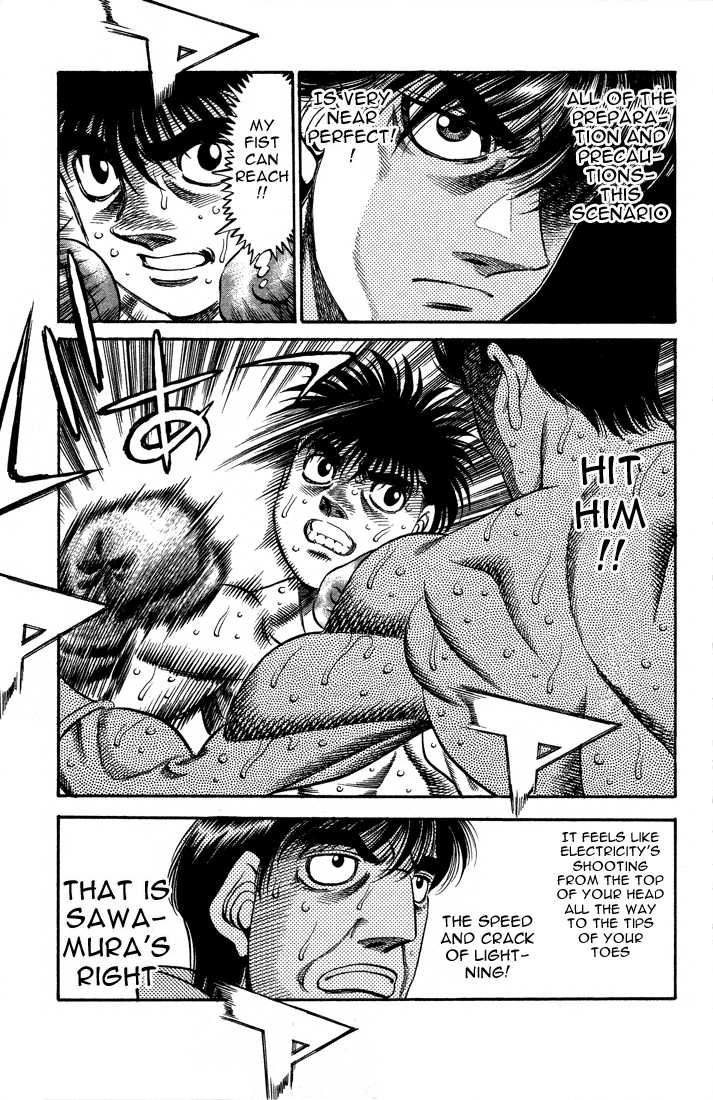 ALL OF THE
PREPARA-
TION AND
PRECAU-
TIONS-
THIS
SCENARIO
IS VERY
NEAR
PERFECT!
!
MY
FIST CAN
REACH!!
HIT
HIM
!!
IT FEELS LIKE
ELECTRICITY'S
SHOOTING
FROM THE TOP
OF YOUR HEAD
ALL THE WAY
TO THE TIPS
OF YOUR
TOES
THE SPEED
AND CRACK
OF LIGHT-
NING!
THAT IS
SAWA-
MURA'S
RIGHT